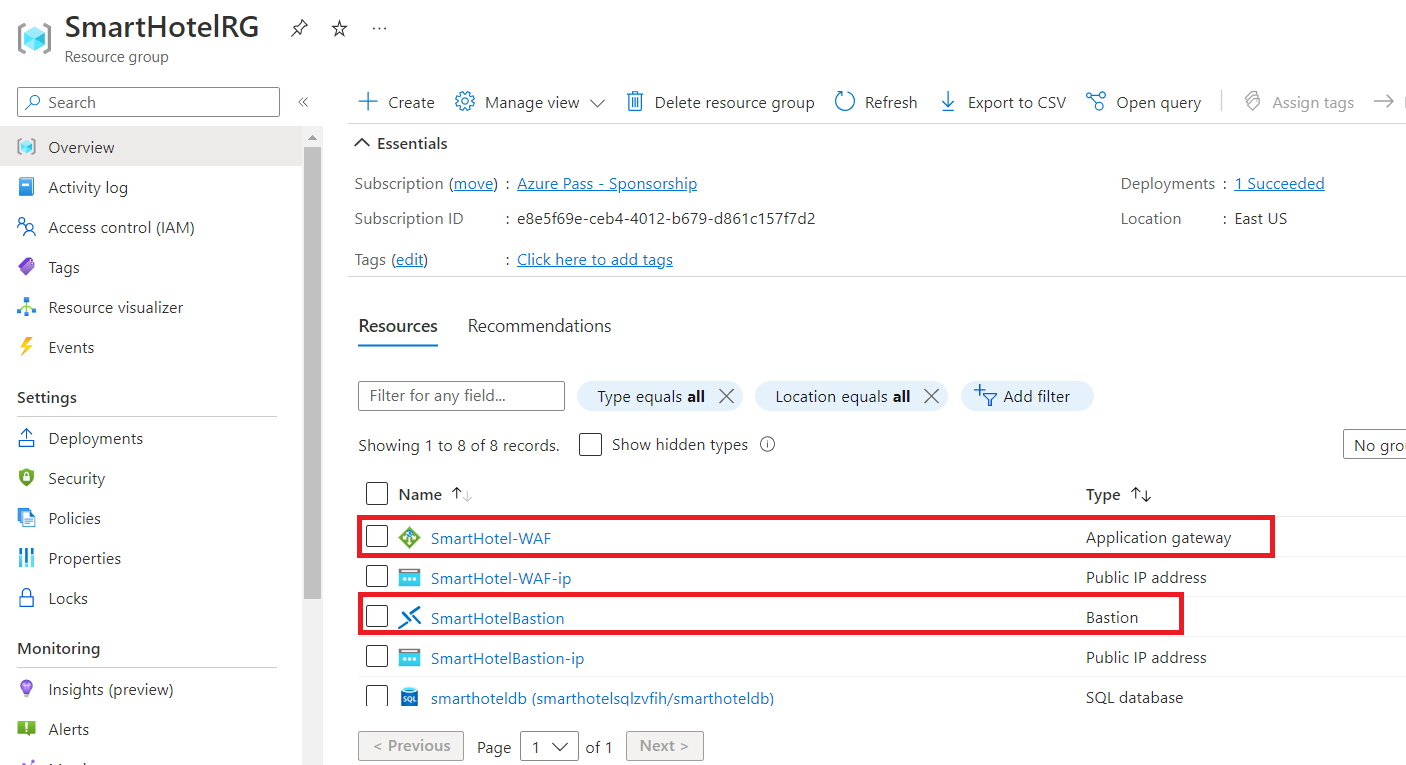 SmartHotelRG
Resource group
Search
Overview
Activity log
Access control (IAM)
Tags
Resource visualizer
Events
Settings
Deployments
Security
Policies
Properties
Locks
Monitoring
Insights (preview)
Alerts
Create Manage view Delete resource group Refresh Export to CSV Open query Assign tags
Essentials
Subscription (move) : Azure Pass - Sponsorship Deployments : 1 Succeeded
Subscription ID : e8e5f69e-ceb4-4012-b679-d861c157f7d2 Location : East US
Tags (edit) : Click here to add tags
Resources Recommendations
Filter for any field... Type equals all Location equals all Add filter
Showing 1 to 8 of 8 records. Show hidden types
Name Type
SmartHotel-WAF Application gateway
SmartHotel-WAF-ip Public IP address
SmartHotelBastion Bastion
SmartHotelBastion-ip Public IP address
SQL smarthoteldb (smarthotelsqlzvfih/smarthoteldb) SQL database
< Previous Page 1 of 1 Next >